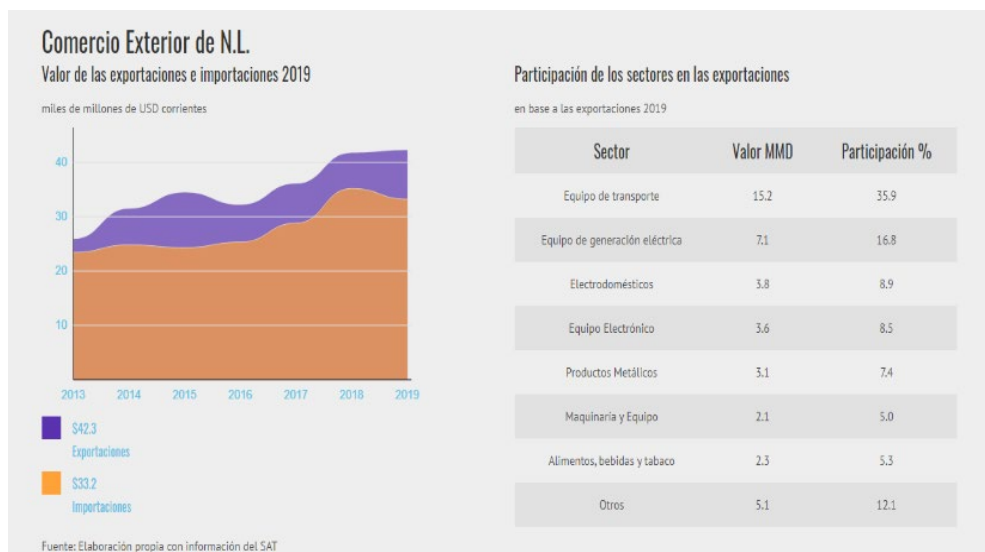 Comercio Exterior de N.L.
Valor de las exportaciones e importaciones 2019
miles de millones de USD corrientes
40
30
20
10
2013 2014 2015 2016 2017 2018 2019
$42.3
Exportaciones
$33.2
Importaciones
Fuente: Elaboración propia con información del SAT
Participación de los sectores en las exportaciones
en base a las exportaciones 2019
Sector Valor MMD Participación %
Equipo de transporte 15.2 35.9
Equipo de generación eléctrica 7.1 16.8
Electrodomésticos 3.8 8.9
Equipo Electrónico 3.6 8.5
Productos Metálicos 3.1 7.4
Maquinaria y Equipo 2.1 5.0
Alimentos, bebidas y tabaco 2.3 5.3
Otros 5.1 12.1